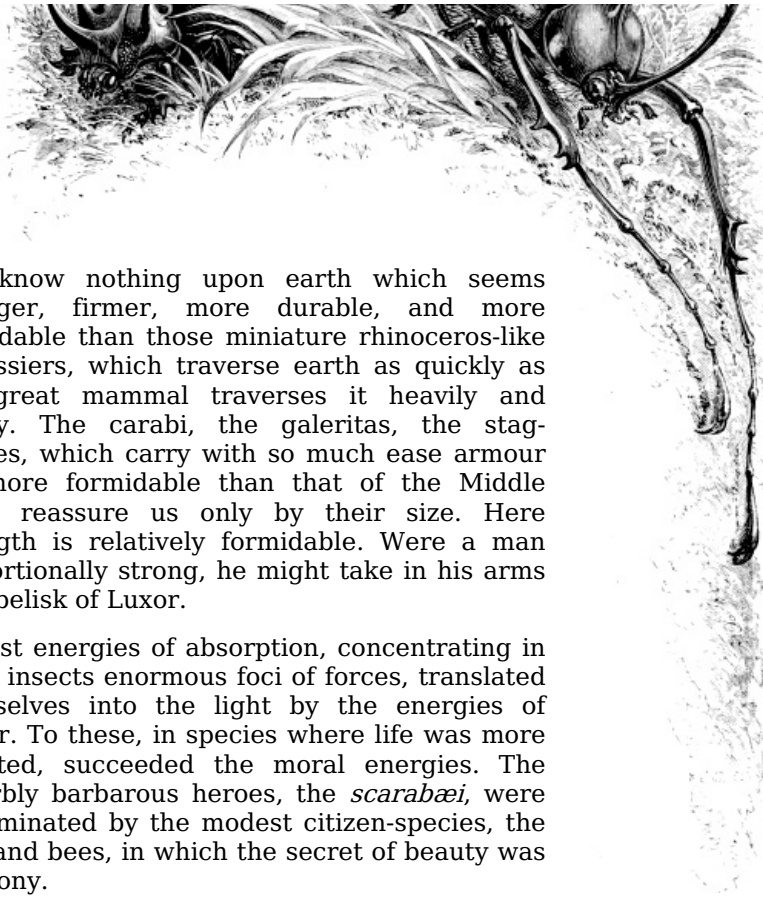 know nothing upon earth which seems
ger, firmer, more durable, and more
dable than those miniature rhinoceros-like
ssiers, which traverse earth as quickly as
great mammal traverses it heavily and
y. The carabi, the galeritas, the stag-
es, which carry with so much ease armour
more formidable than that of the Middle
reassure us only by their size. Here
gth is relatively formidable. Were a man
ortionally strong, he might take in his arms
belisk of Luxor.
st energies of absorption, concentrating in
insects enormous foci of forces, translated
selves into the light by the energies of
r. To these, in species where life was more
ted, succeeded the moral energies. The
rbly barbarous heroes, the scarabæi, were
minated by the modest citizen-species, the
and bees, in which the secret of beauty was
ony.